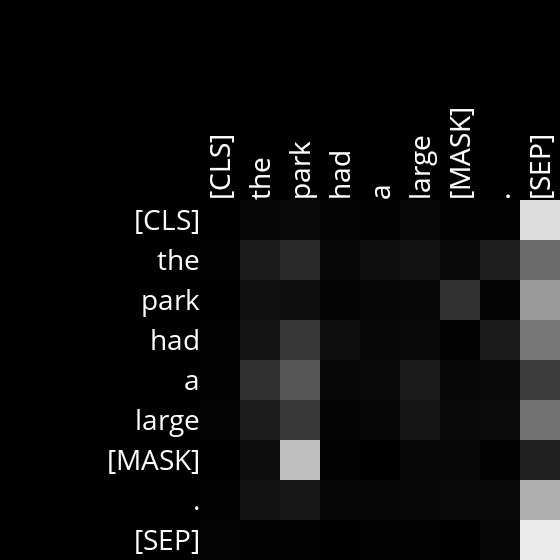 [CLS] the park had a large [MASK] . [SEP]
[CLS]
the
park
had
a
large
[MASK]
.
[SEP]